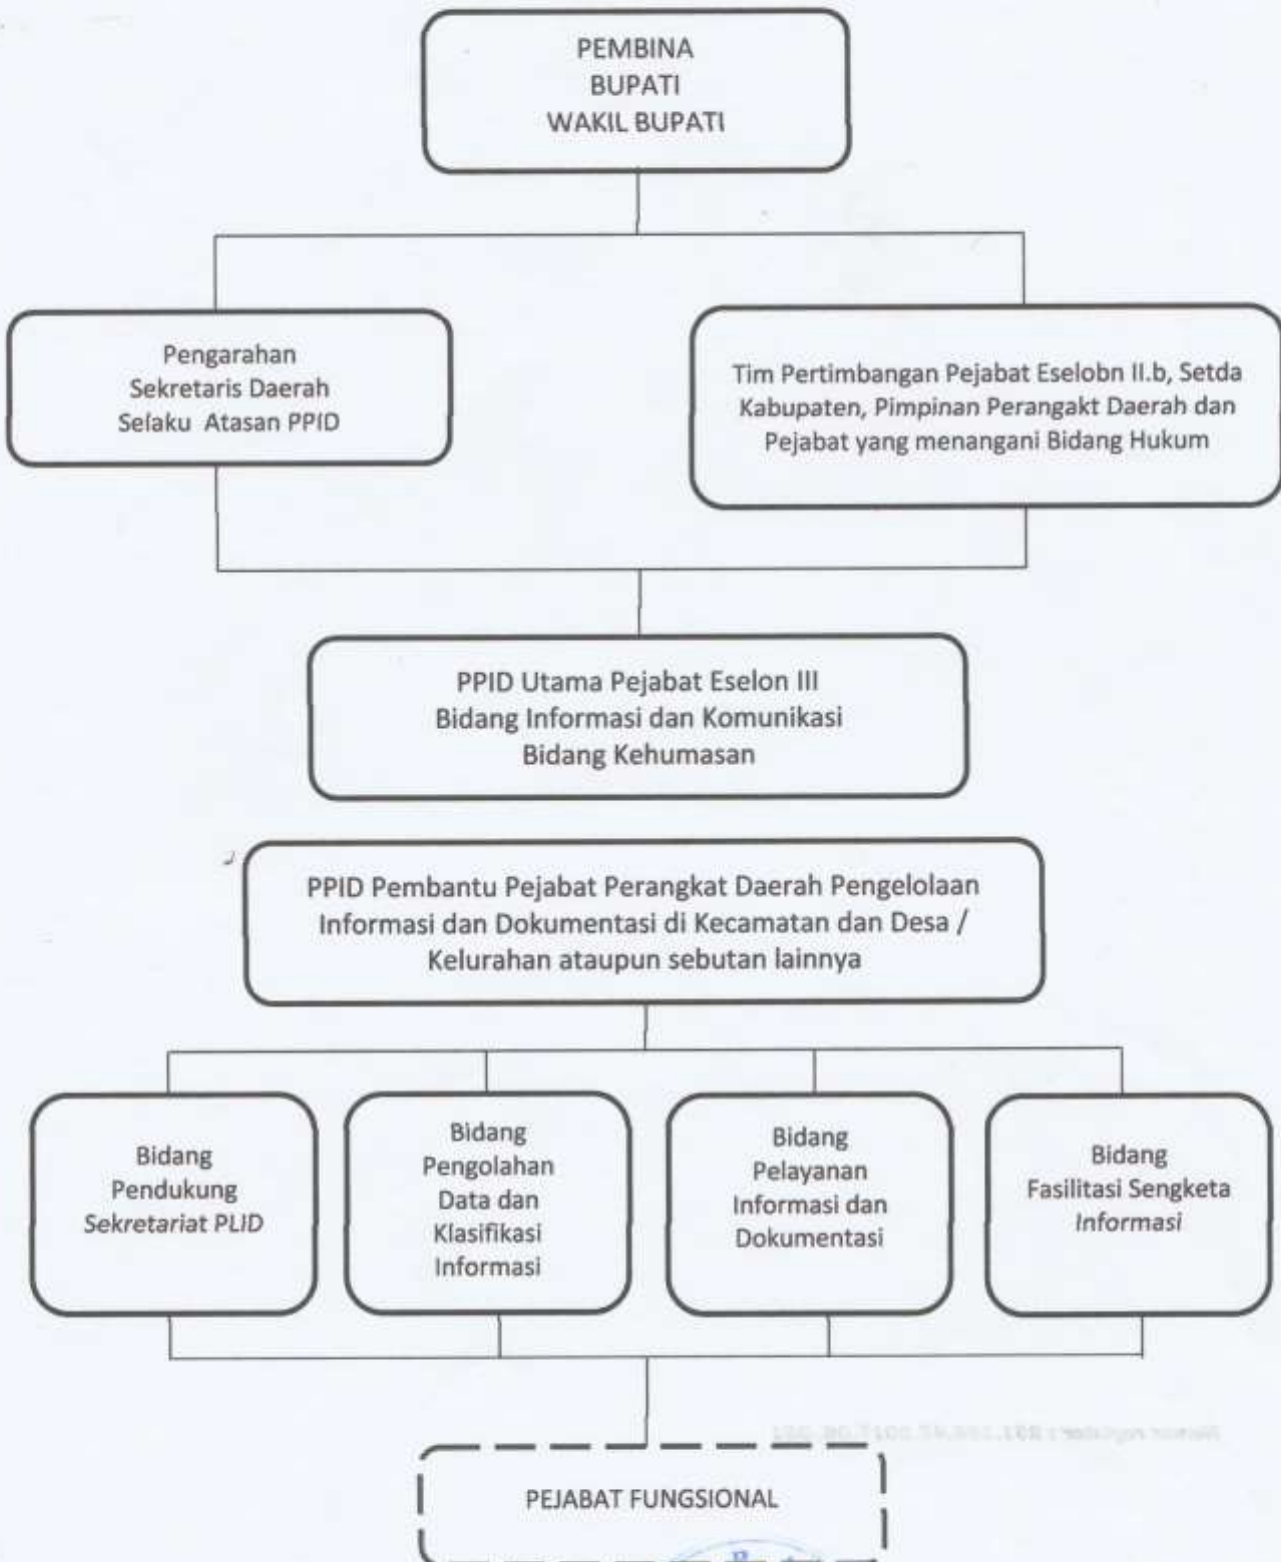 PEMBINA
BUPATI
WAKIL BUPATI
Pengarahan
Sekretaris Daerah
Selaku Atasan PPID
Tim Pertimbangan Pejabat Eselobn II.b, Setda
Kabupaten, Pimpinan Perangakt Daerah dan
Pejabat yang menangani Bidang Hukum
PPID Utama Pejabat Eselon III
Bidang Informasi dan Komunikasi
Bidang Kehumasan
PPID Pembantu Pejabat Perangkat Daerah Pengelolaan
Informasi dan Dokumentasi di Kecamatan dan Desa /
Kelurahan ataupun sebutan lainnya
Bidang
Pendukung
Sekretariat PLID
Bidang
Pengolahan
Data dan
Klasifikasi
Informasi
Bidang
Pelayanan
Informasi dan
Dokumentasi
Bidang
Fasilitasi Sengketa
Informasi
PEJABAT FUNGSIONAL